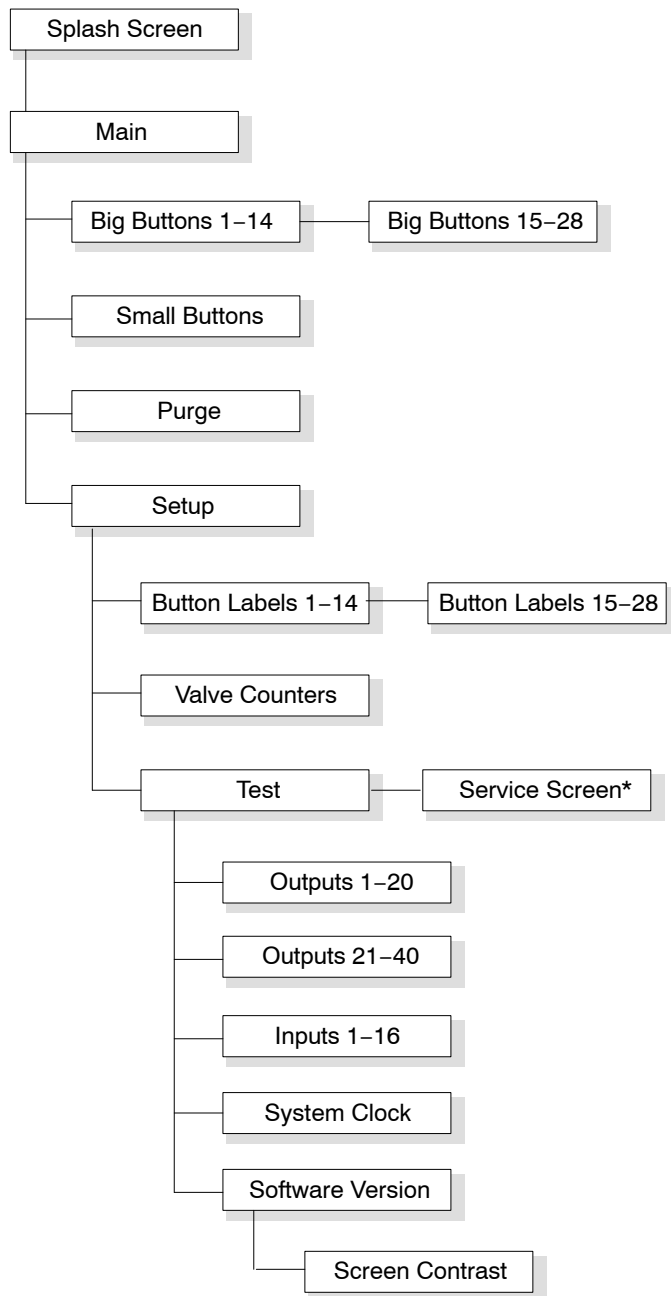 Splash Screen
Main
Big Buttons 1–14
Big Buttons 15–28
Small Buttons
Purge
Setup
Button Labels 1–14
Button Labels 15–28
Valve Counters
Test
Service Screen*
Outputs 1–20
Outputs 21–40
Inputs 1–16
System Clock
Software Version
Screen Contrast